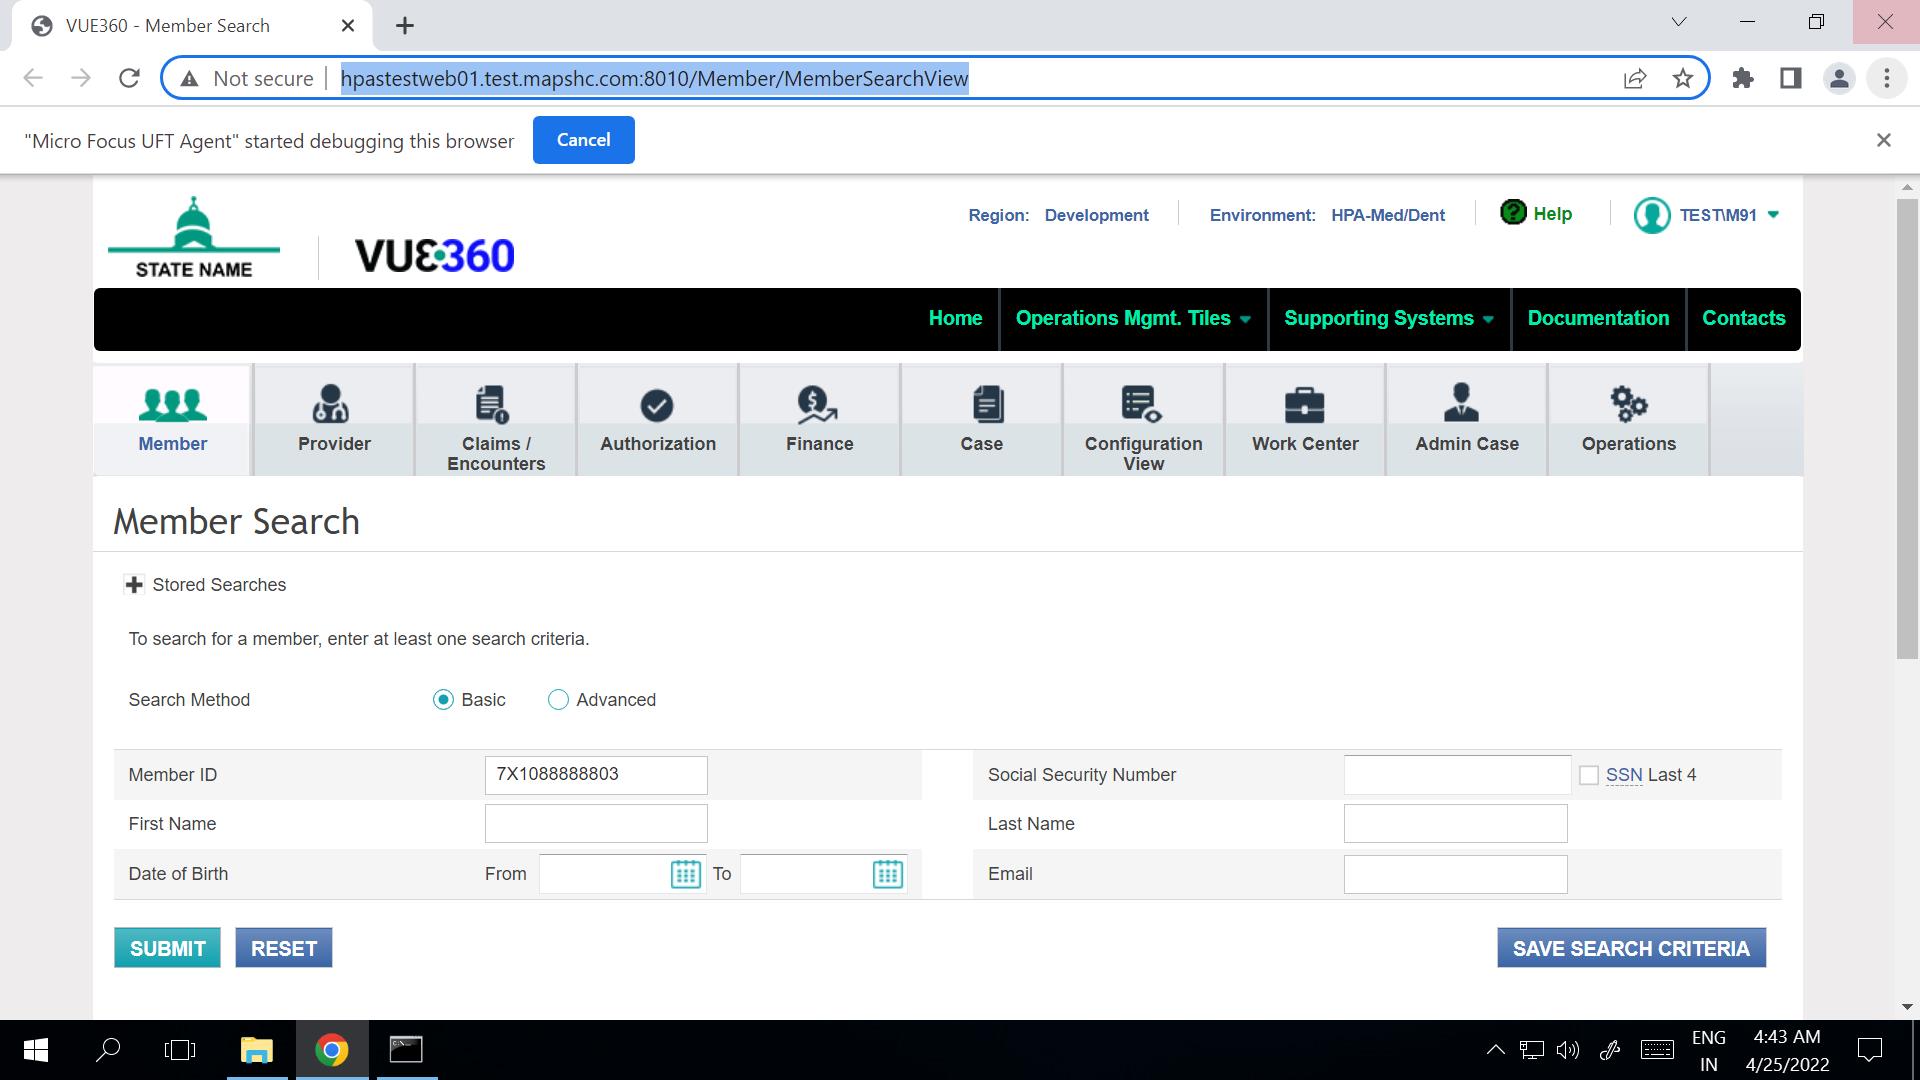 VUE360 - Member Search
Not secure
hpastestweb01.test.mapshc.com:8010/Member/MemberSearchView
"Micro Focus UFT Agent" started debugging this browser
Cancel
STATE NAME
VUE360
Region: Development
Environment: HPA-Med/Dent
? Help
TEST\M91
Home
Operations Mgmt. Tiles
Supporting Systems
Documentation
Contacts
Member
Provider
Claims /
Encounters
Authorization
Finance
Case
Configuration
View
Work Center
Admin Case
Operations
Member Search
Stored Searches
To search for a member, enter at least one search criteria.
Search Method
Basic
Advanced
Member ID
7X1088888803
Social Security Number
SSN Last 4
First Name
Last Name
Date of Birth
From
To
Email
SUBMIT
RESET
SAVE SEARCH CRITERIA
ENG
IN
4:43 AM
4/25/2022